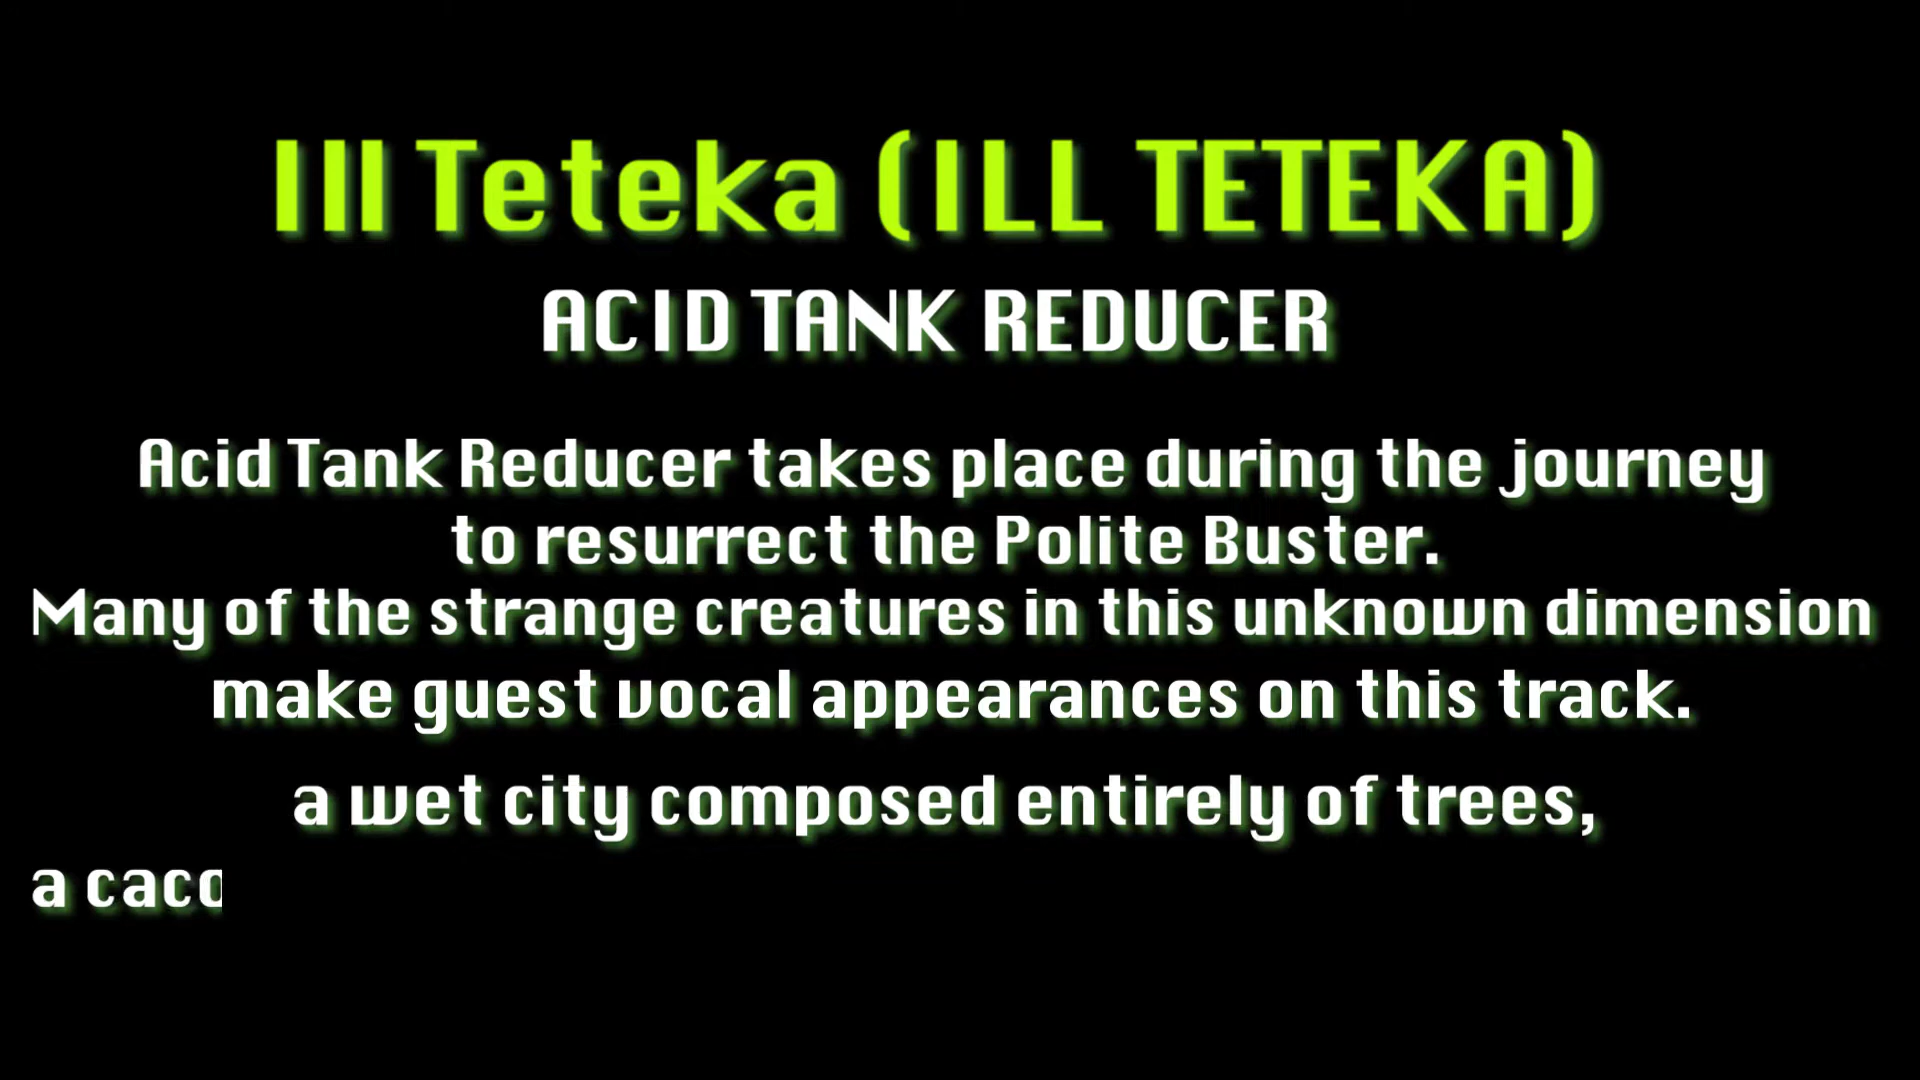 Ill Teteka (ILL TETEKA)
ACID TANK REDUCER
Acid Tank Reducer takes place during the journey
to resurrect the Polite Buster.
Many of the strange creatures in this unknown dimension
make guest vocal appearances on this track.
a wet city composed entirely of trees,
a caco